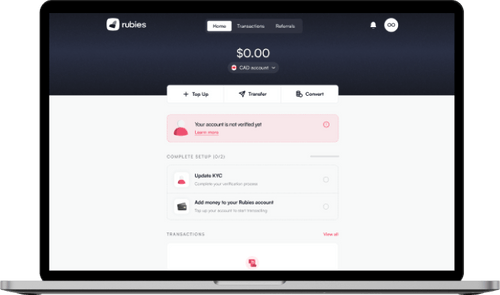 rubies
Home Transactions Referrals
$0.00
CAD account
Top Up Transfer Convert
Your account is not verified yet
Learn more
COMPLETE SETUP (0/2)
Update KYC
Complete your verification process
Add money to your Rubies account
Top up your account to start transacting
TRANSACTIONS View all